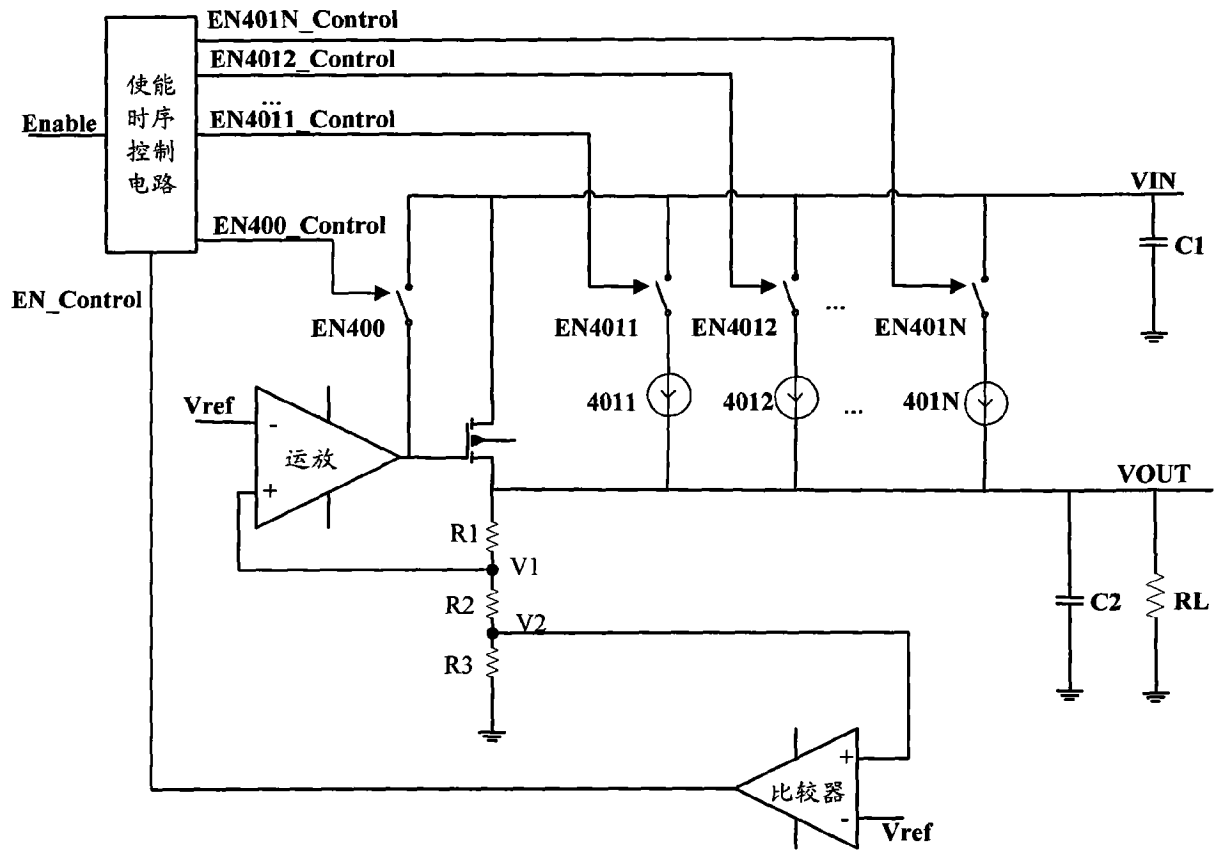 EN401N_Control
EN4012_Control
...
EN4011_Control
Enable
使能
时序
控制
电路
EN400_Control
EN_Control
VIN
C1
EN400
EN4011
EN4012
...
EN401N
4011
4012
...
401N
Vref
-
运放
+
VOUT
R1
V1
R2
V2
R3
C2
RL
+
比较器
-
Vref